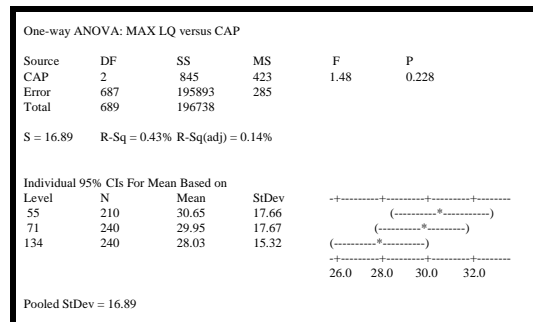 One-way ANOVA: MAX LQ versus CAP
Source DF SS MS F P
CAP 2 845 423 1.48 0.228
Error 687 195893 285
Total 689 196738
S = 16.89 R-Sq = 0.43% R-Sq(adj) = 0.14%
Individual 95% CIs For Mean Based on
Level N Mean StDev -+---------+---------+---------+--------
55 210 30.65 17.66 (----------*-----------)
71 240 29.95 17.67 (----------*---------)
134 240 28.03 15.32 (----------*----------)
-+---------+---------+---------+--------
26.0 28.0 30.0 32.0
Pooled StDev = 16.89